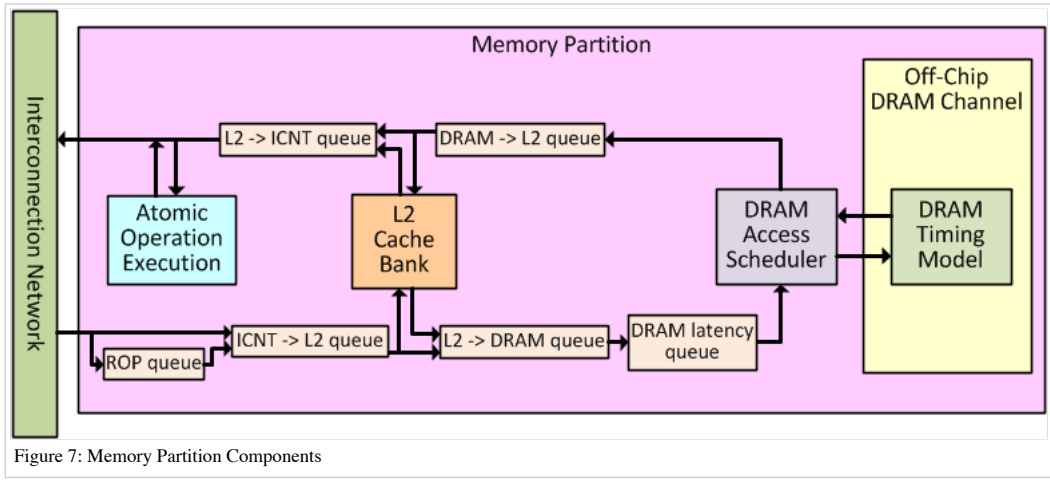 Memory Partition
Off-Chip
DRAM Channel
Interconnection Network
L2 -> ICNT queue
DRAM -> L2 queue
Atomic
Operation
Execution
L2
Cache
Bank
DRAM
Access
Scheduler
DRAM
Timing
Model
ROP queue
ICNT -> L2 queue
L2 -> DRAM queue
DRAM latency
queue
Figure 7: Memory Partition Components